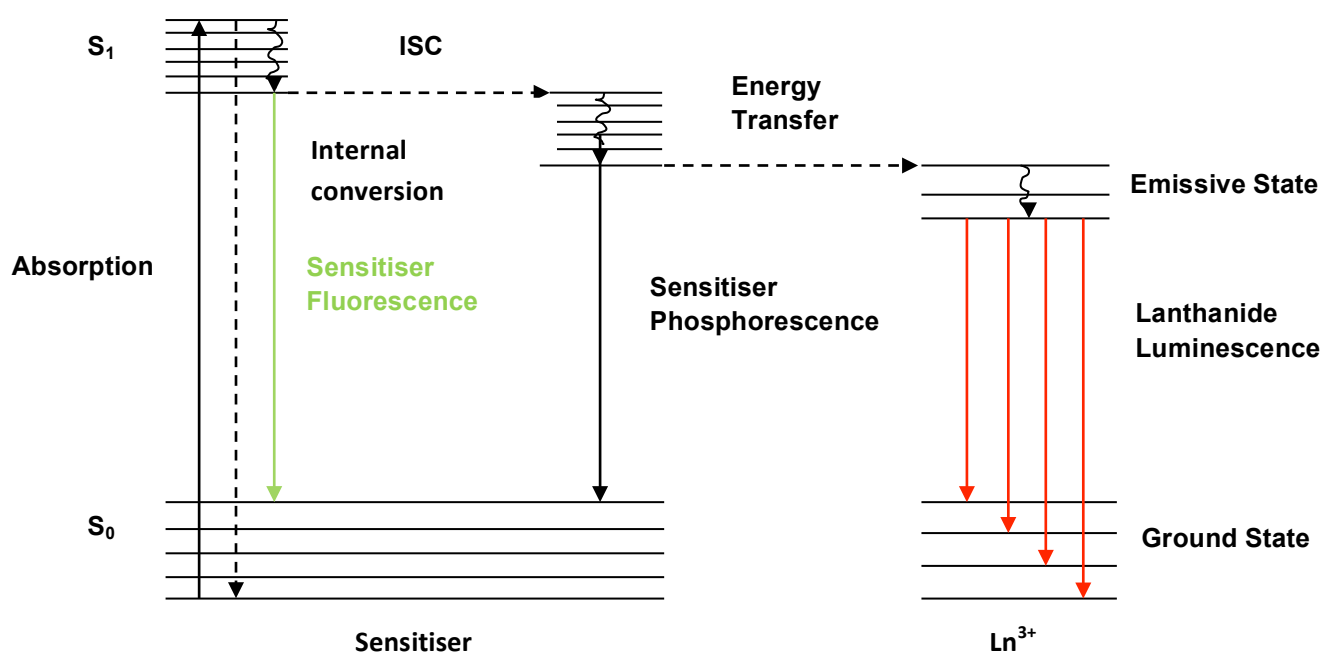 S₁
ISC
Energy
Transfer
Internal
conversion
Emissive State
Absorption
Sensitiser
Fluorescence
Sensitiser
Phosphorescence
Lanthanide
Luminescence
S₀
Ground State
Sensitiser
Ln³⁺